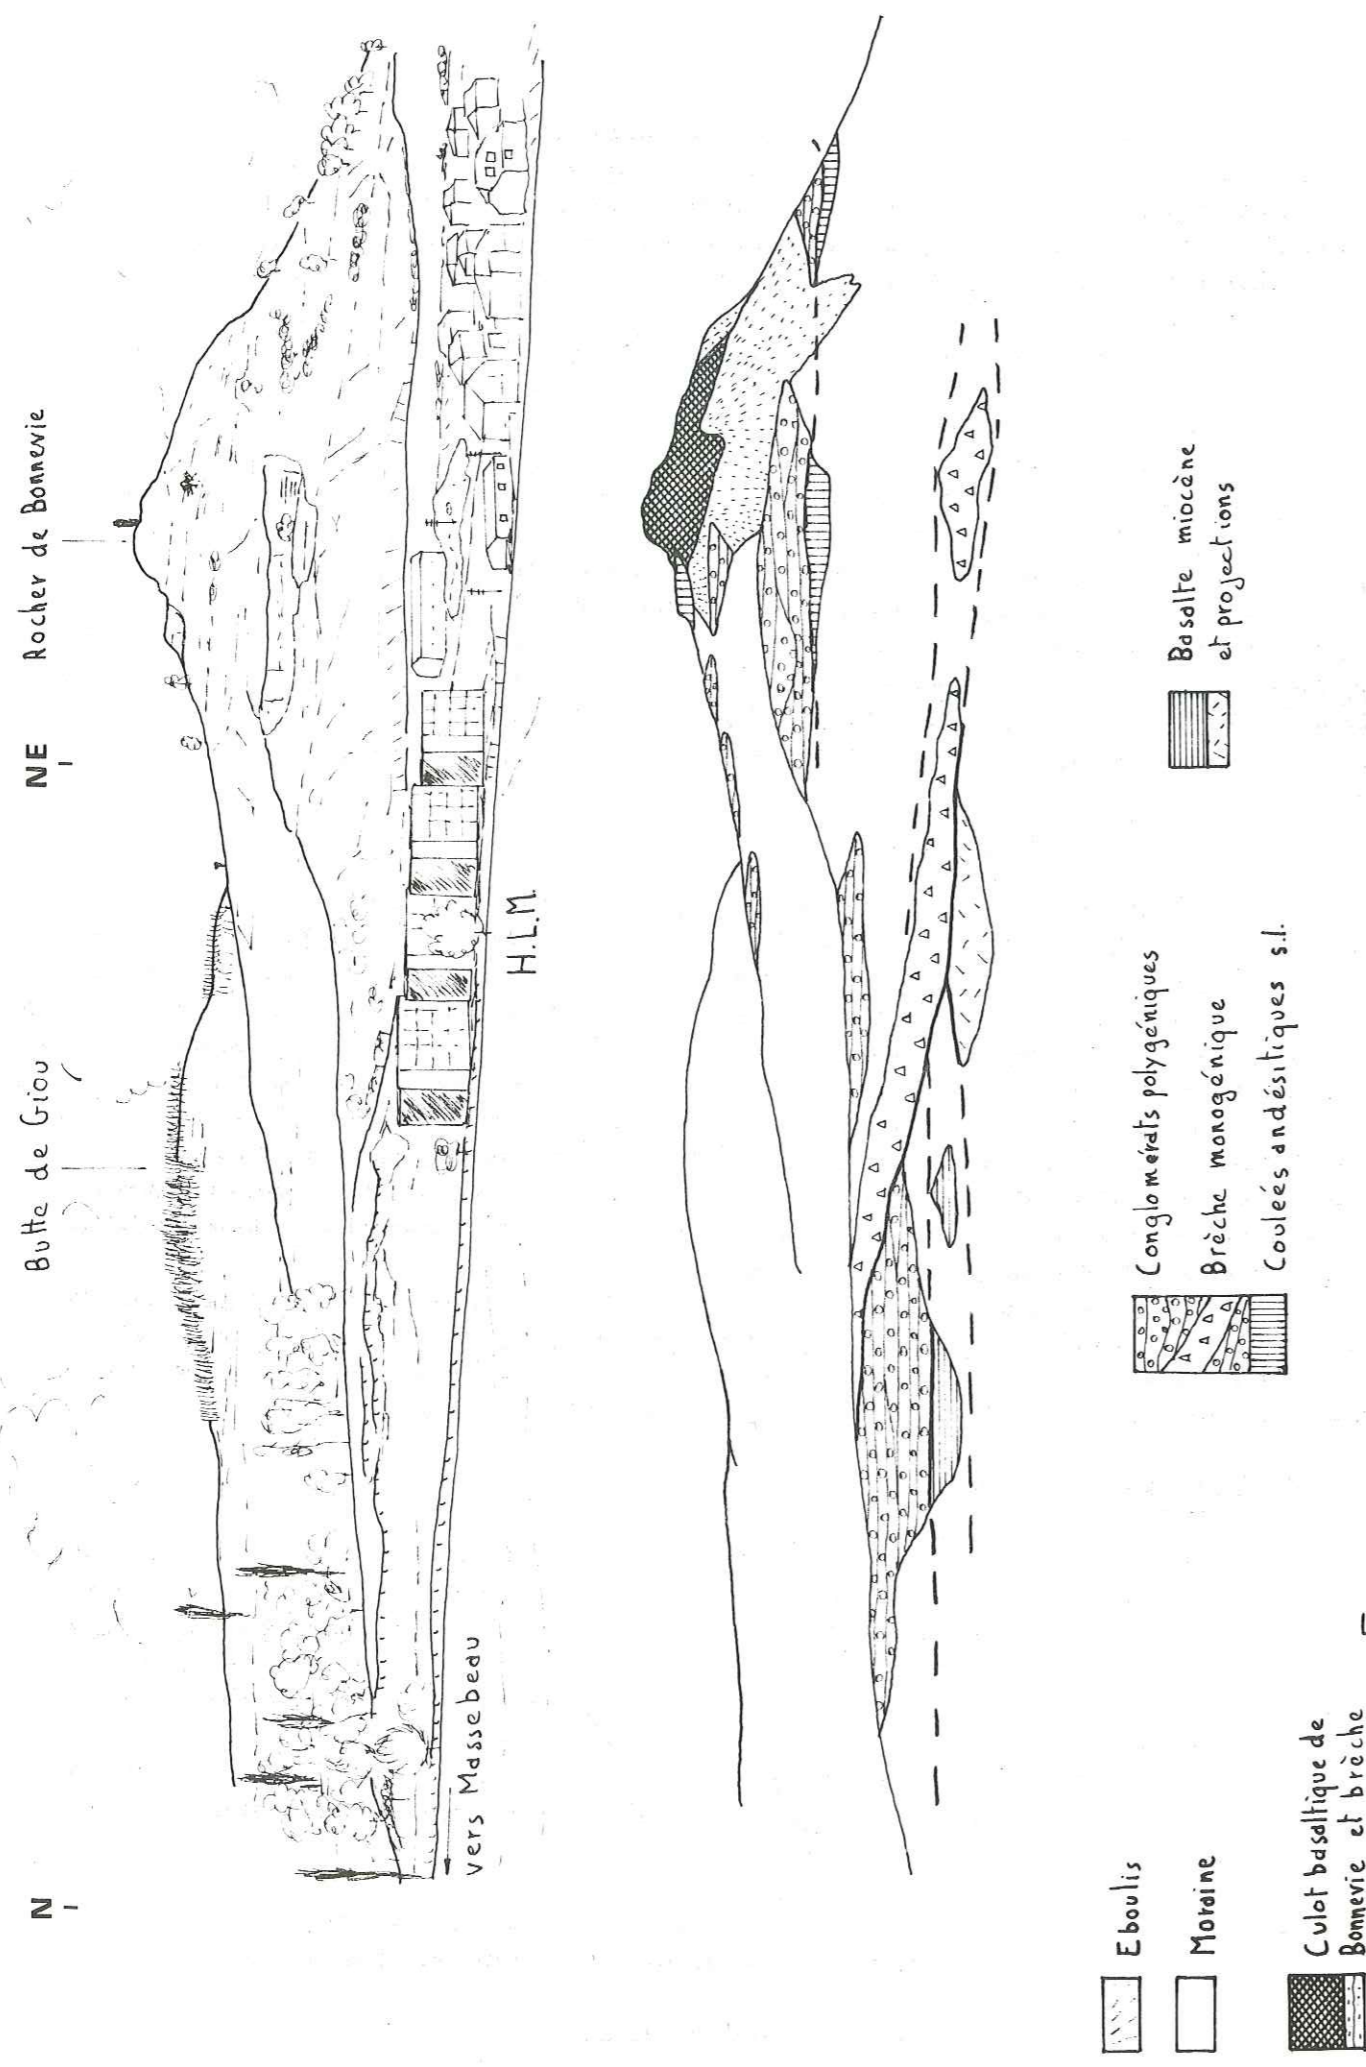 N
NE
Butte de Giou
Rocher de Bonnevie
H.L.M.
vers Massebeau
Eboulis
Moraine
Culot basaltique de
Bonnevie et brèche
Conglomérats polygéniques
Brèche monogénique
Couleés andésitiques s.l.
Basalte miocène
et projections